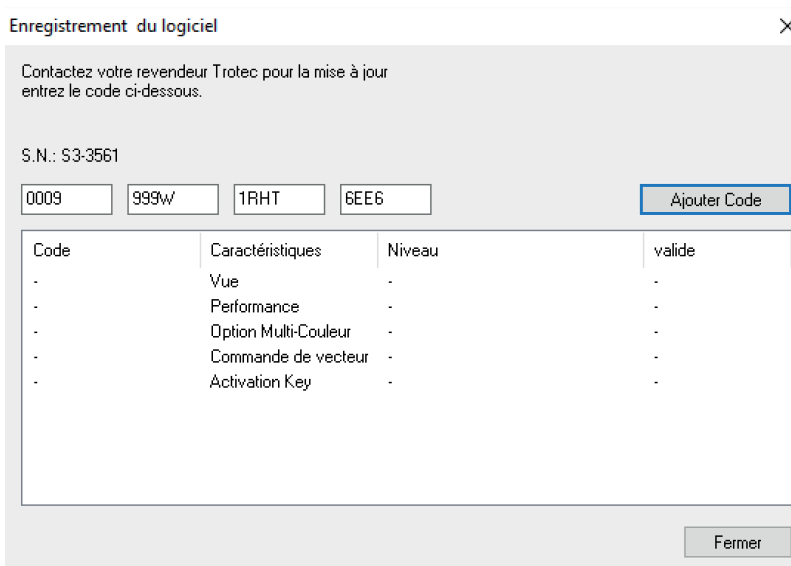 Enregistrement du logiciel
Contactez votre revendeur Trotec pour la mise à jour
entrez le code ci-dessous.
S.N.: S3-3561
0009 999W 1RHT 6EE6 Ajouter Code
Code Caractéristiques Niveau valide
- Vue - -
- Performance - -
- Option Multi-Couleur - -
- Commande de vecteur - -
- Activation Key - -
Fermer